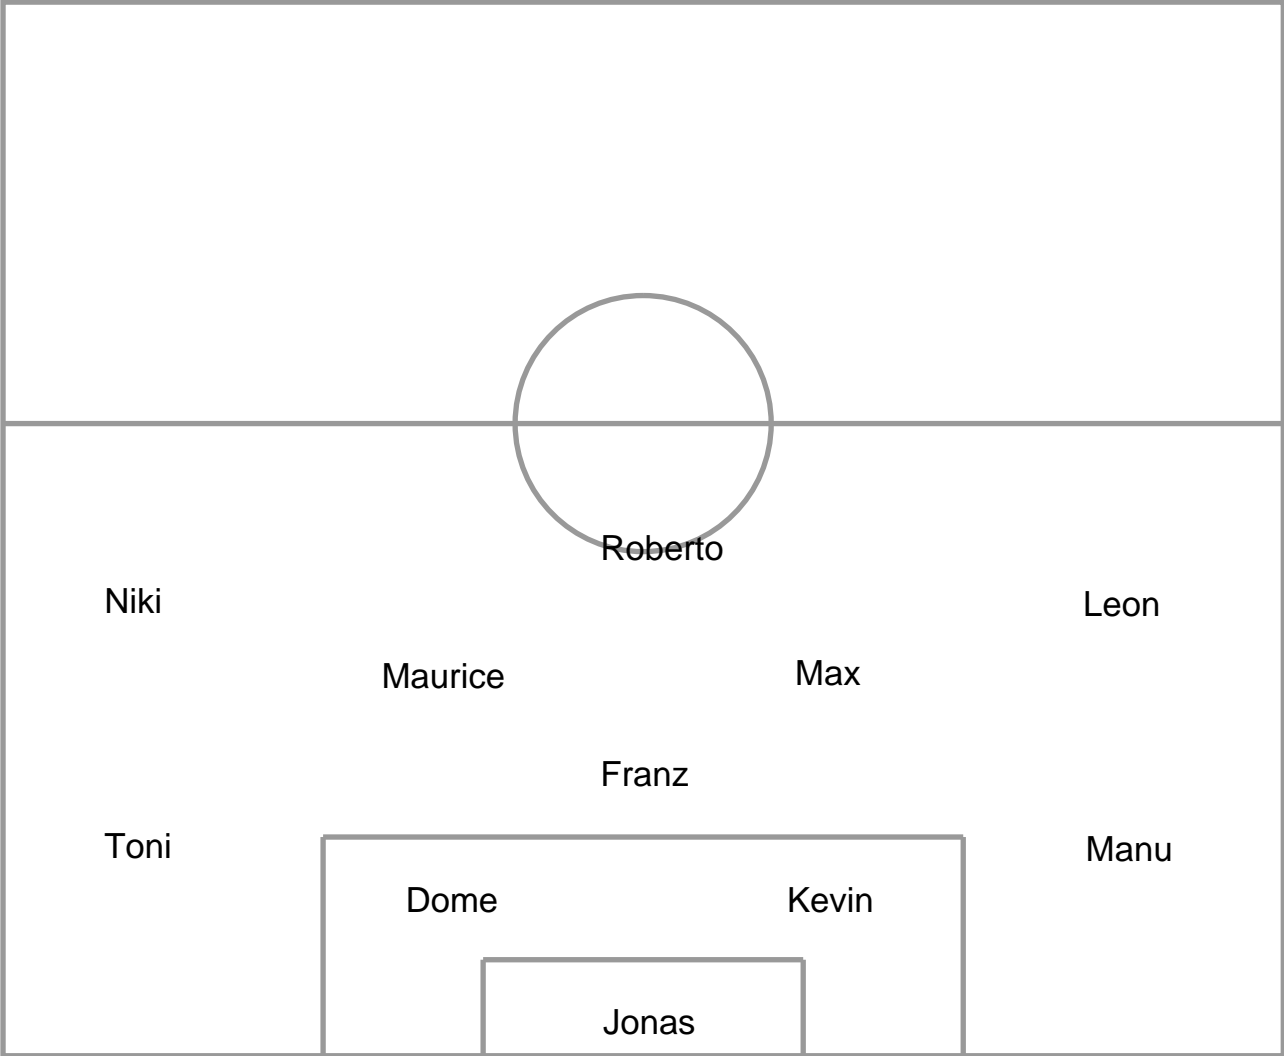 Roberto
Niki
Leon
Maurice
Max
Franz
Toni
Manu
Dome
Kevin
Jonas